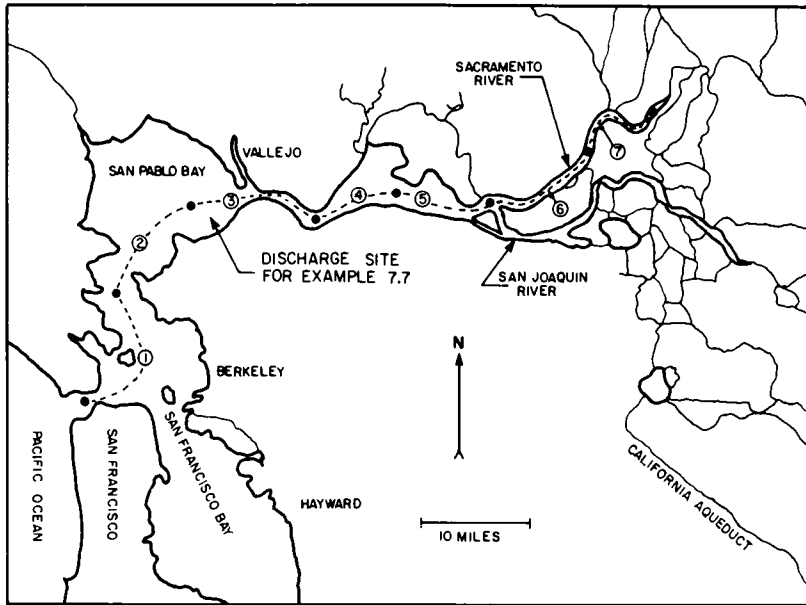 SACRAMENTO
RIVER
VALLEJO
SAN PABLO BAY
⑦
③
④
⑤
⑥
②
DISCHARGE SITE
FOR EXAMPLE 7.7
SAN JOAQUIN
RIVER
N
①
BERKELEY
PACIFIC OCEAN
SAN FRANCISCO
SAN FRANCISCO BAY
HAYWARD
10 MILES
CALIFORNIA AQUEDUCT